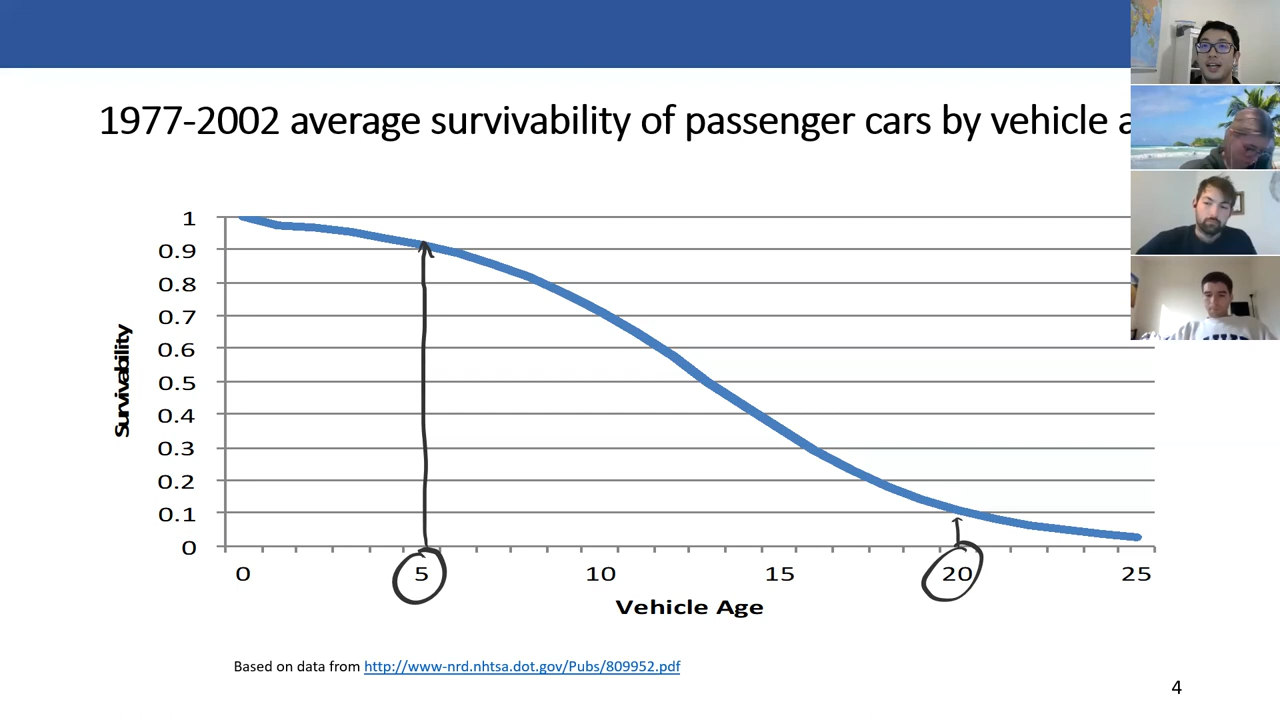 1977-2002 average survivability of passenger cars by vehicle a
1
0.9
0.8
0.7
0.6
0.5
0.4
0.3
0.2
0.1
0
Survivability
0 5 10 15 20 25
Vehicle Age
Based on data from http://www-nrd.nhtsa.dot.gov/Pubs/809952.pdf
4